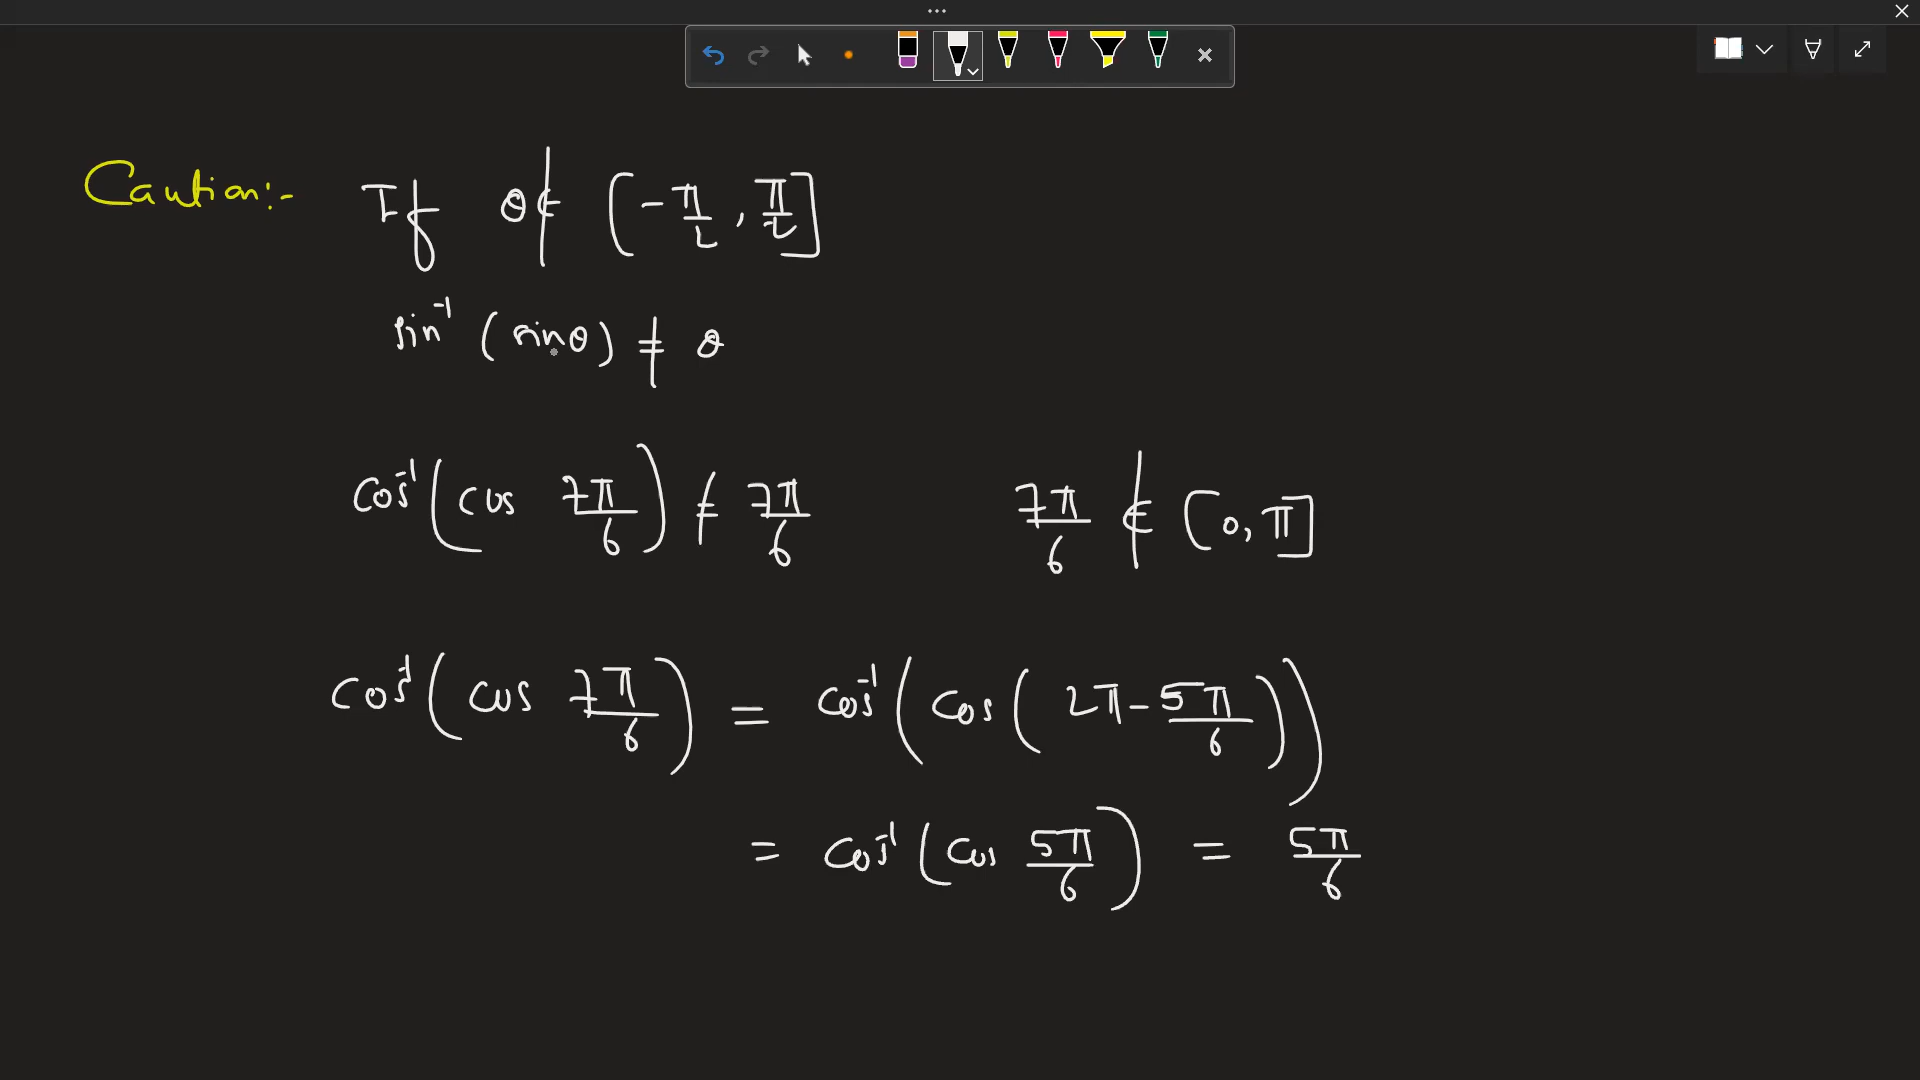 Caution:- If θ ∉ [-π/2, π/2]
sin⁻¹ (sinθ) ≠ θ
cos⁻¹(cos 7π/6) ≠ 7π/6    7π/6 ∉ [0, π]
cos⁻¹(cos 7π/6) = cos⁻¹(cos(2π - 5π/6))
= cos⁻¹(cos 5π/6) = 5π/6